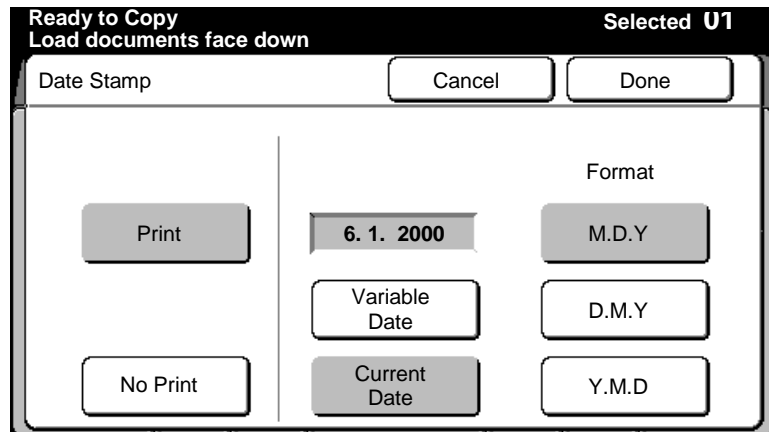 Ready to Copy
Selected 01
Load documents face down
Date Stamp
Cancel
Done
Format
Print
6. 1. 2000
M.D.Y
Variable
Date
D.M.Y
No Print
Current
Date
Y.M.D